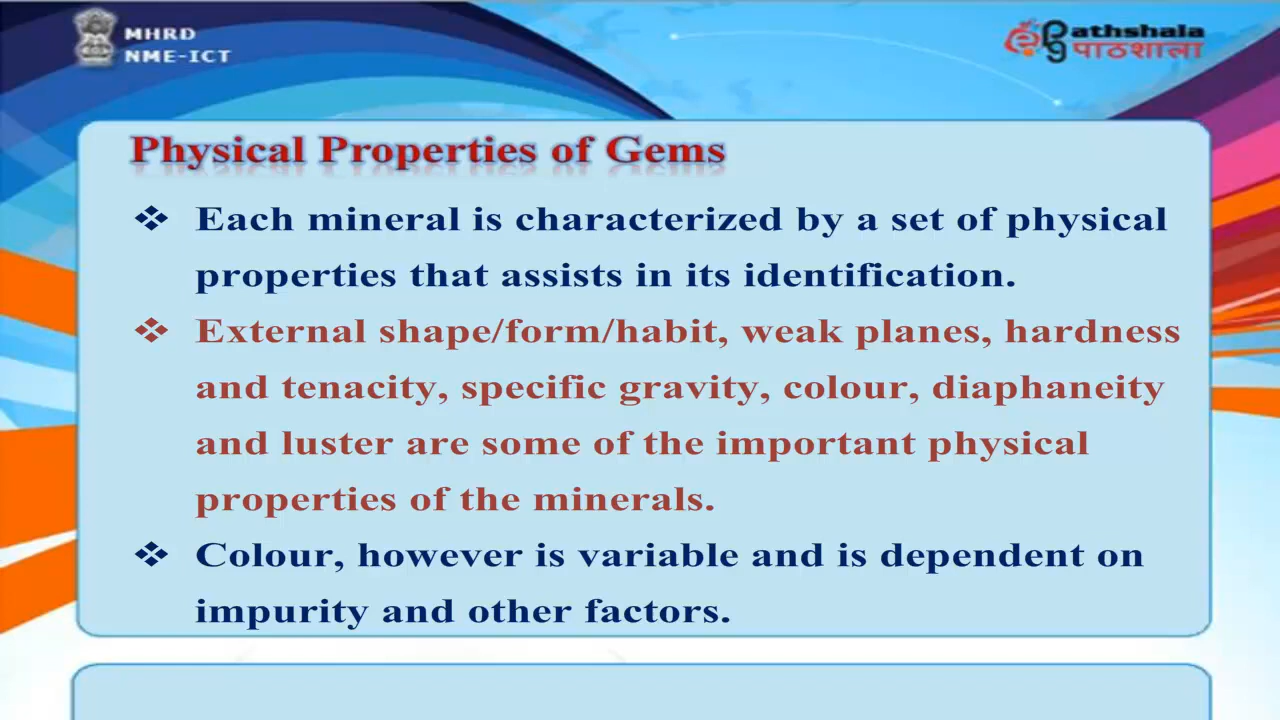 MHRD
NME-ICT
ePathshala
पाठशाला
Physical Properties of Gems
❖ Each mineral is characterized by a set of physical
properties that assists in its identification.
❖ External shape/form/habit, weak planes, hardness
and tenacity, specific gravity, colour, diaphaneity
and luster are some of the important physical
properties of the minerals.
❖ Colour, however is variable and is dependent on
impurity and other factors.